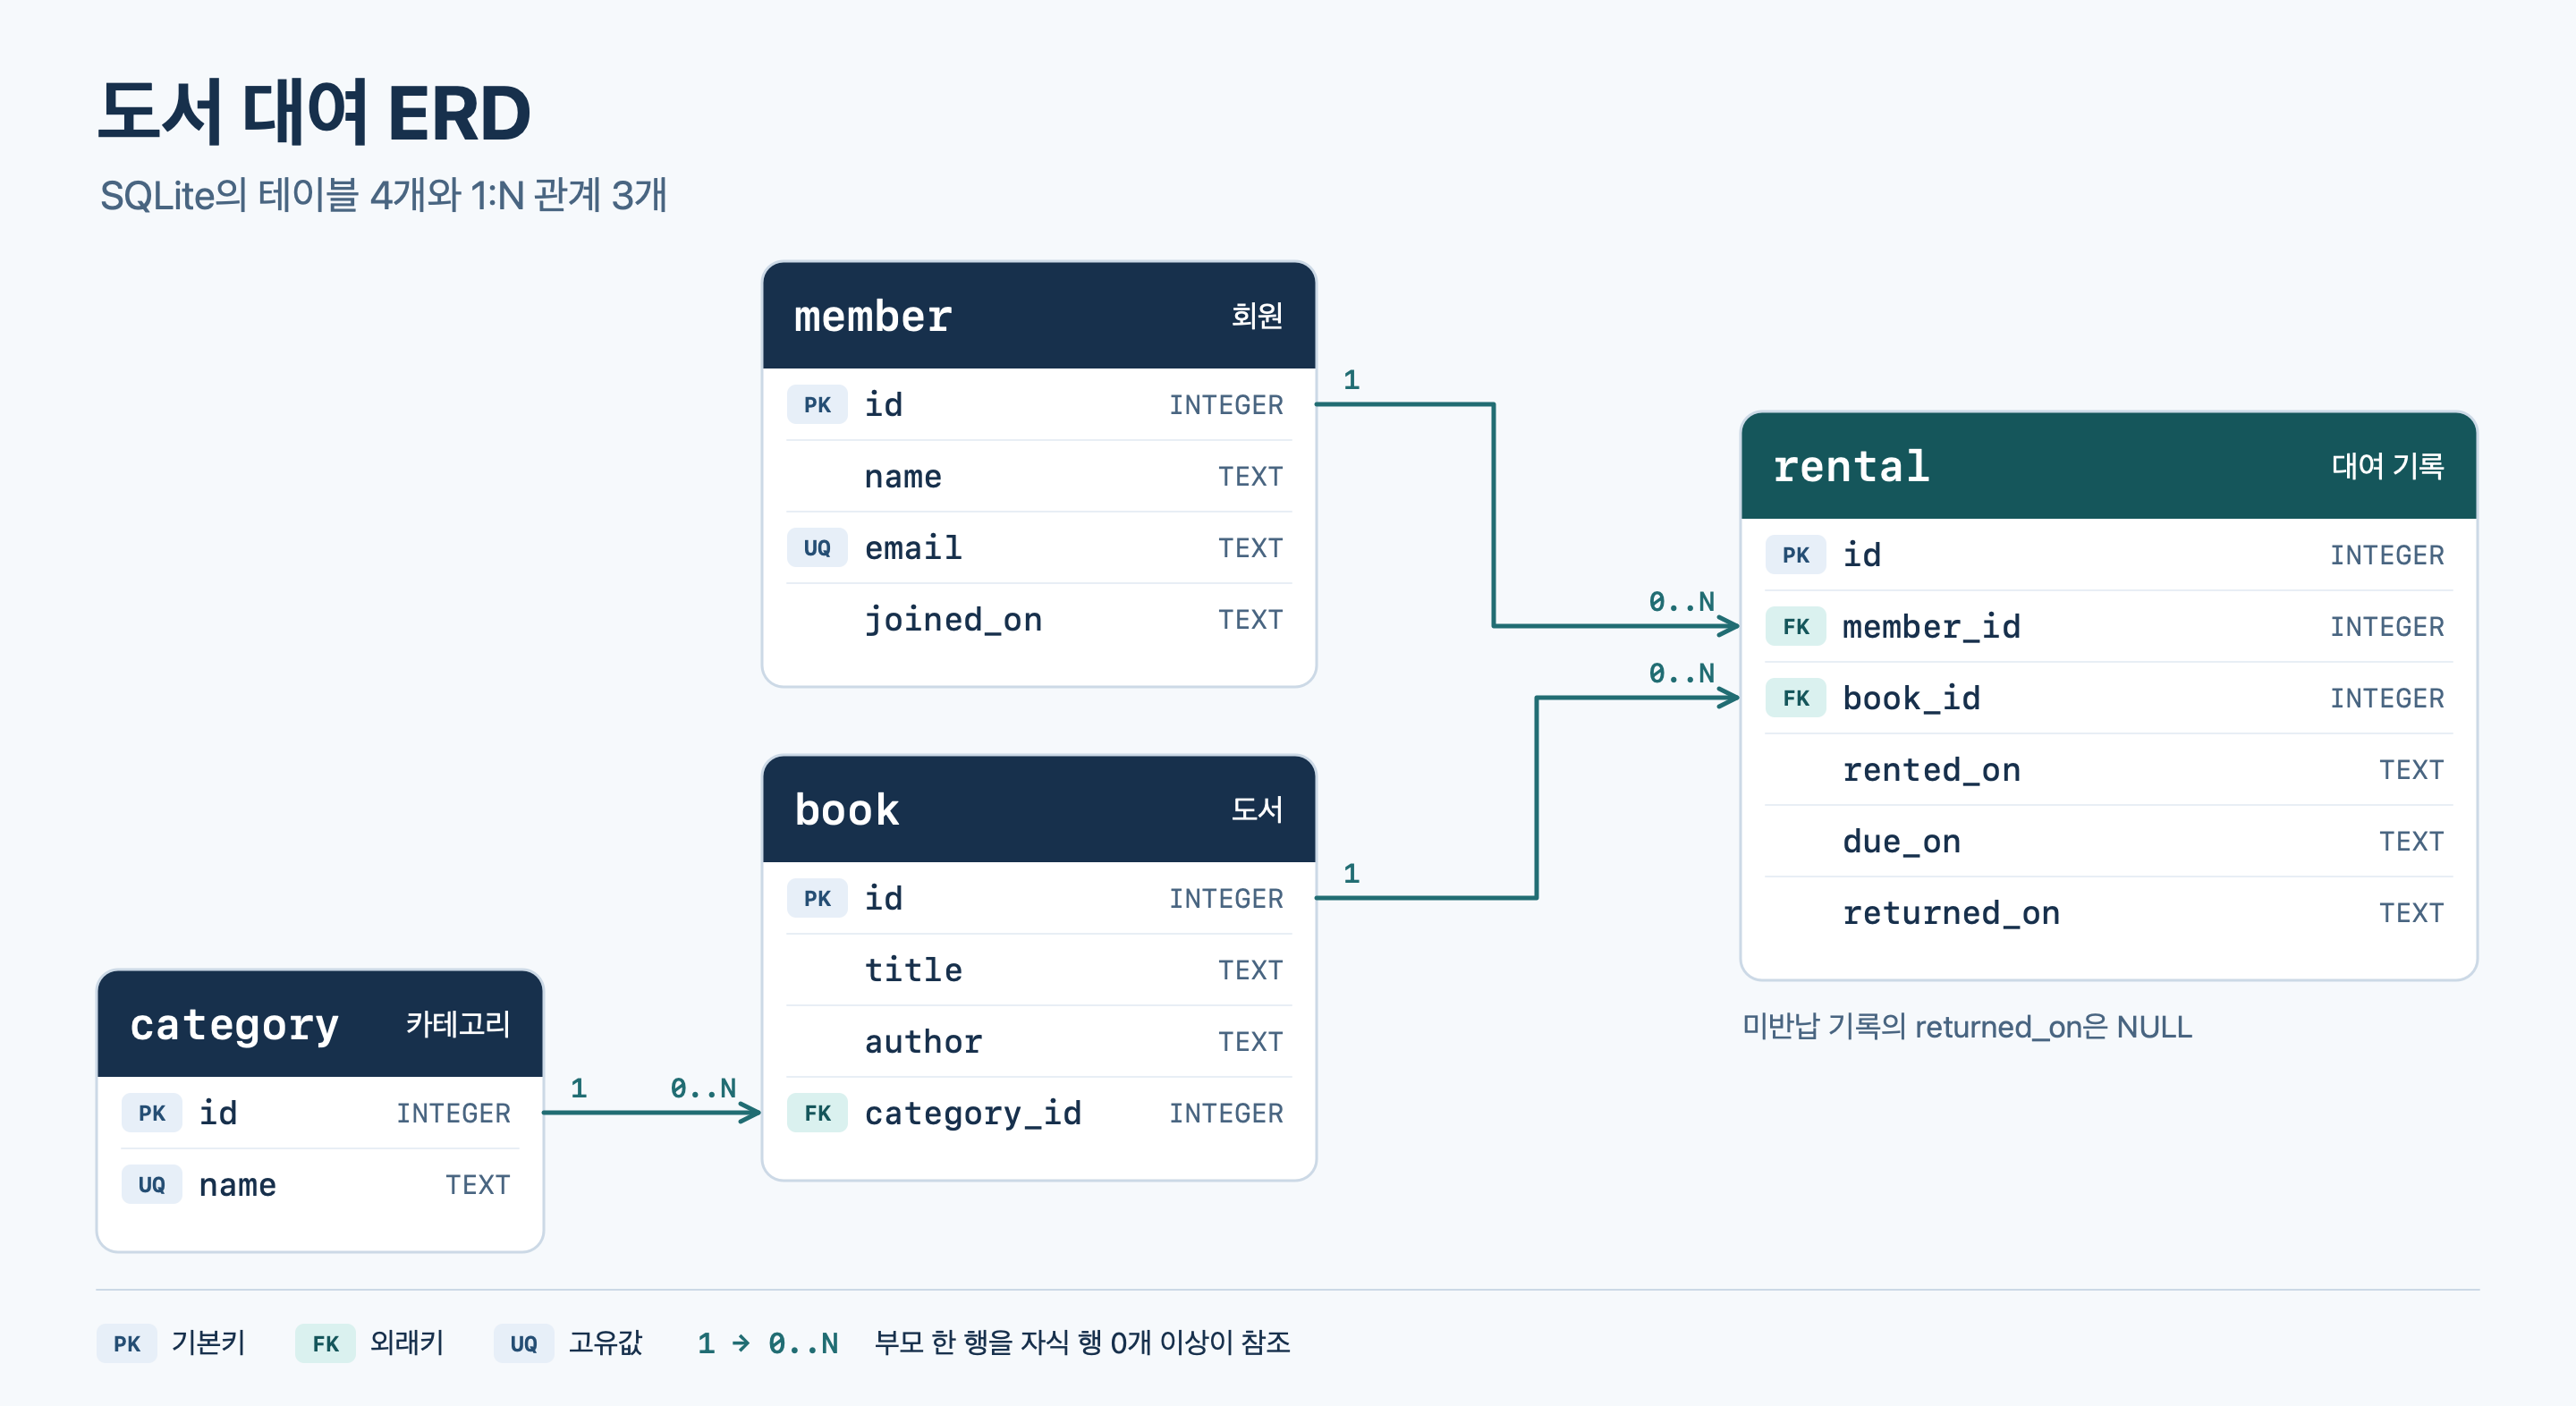 도서 대여 ERD
SQLite의 테이블 4개와 1:N 관계 3개
member 회원
PK id INTEGER
name TEXT
UQ email TEXT
joined_on TEXT
1
0..N
rental 대여 기록
PK id INTEGER
FK member_id INTEGER
FK book_id INTEGER
rented_on TEXT
due_on TEXT
returned_on TEXT
미반납 기록의 returned_on은 NULL
0..N
1
book 도서
PK id INTEGER
title TEXT
author TEXT
FK category_id INTEGER
category 카테고리
PK id INTEGER
UQ name TEXT
1 0..N
PK 기본키 FK 외래키 UQ 고유값 1 → 0..N 부모 한 행을 자식 행 0개 이상이 참조